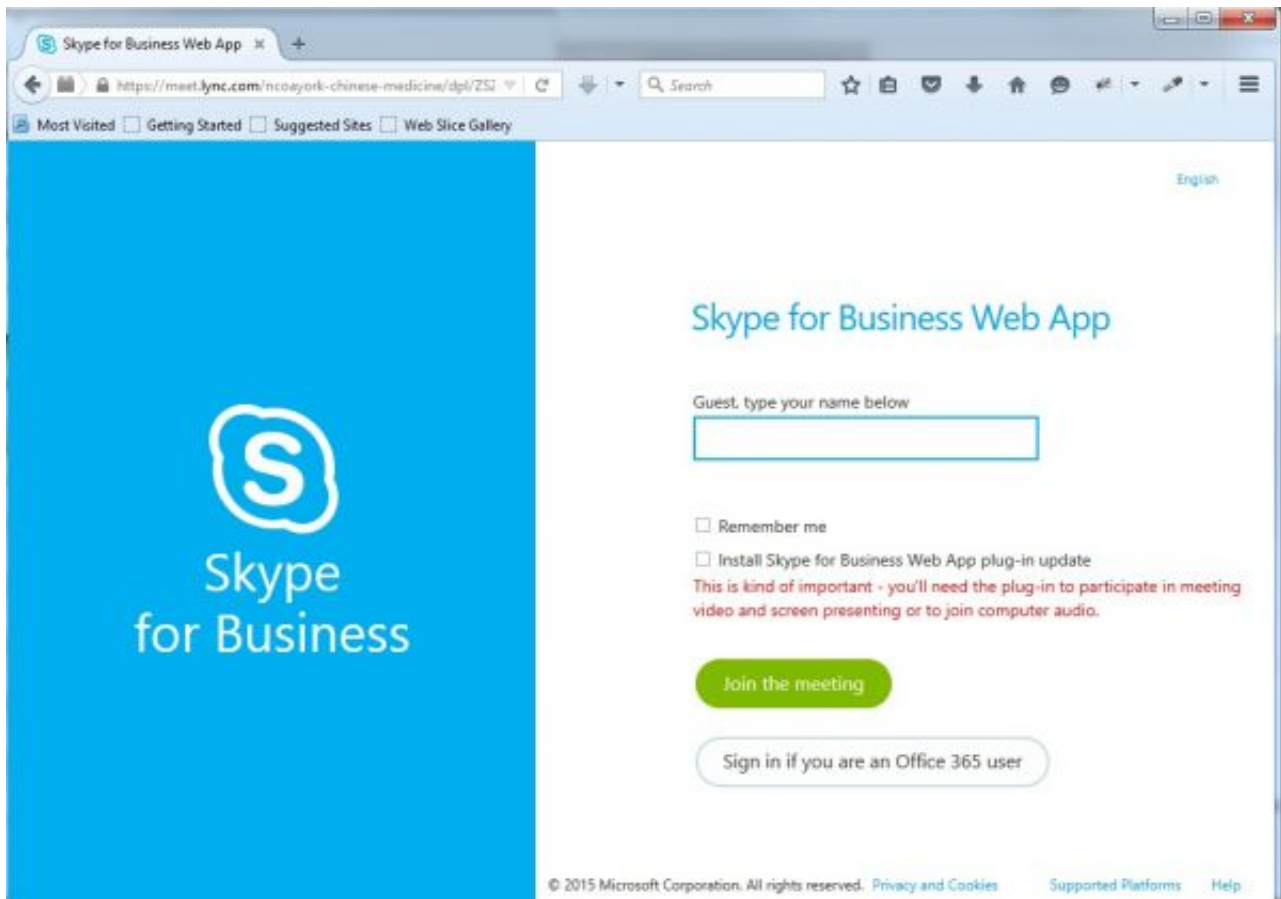 Skype for Business Web App
https://meet.lync.com/ncoayork-chinese-medicine/dpl/ZS
Search
Most Visited Getting Started Suggested Sites Web Slice Gallery
English
S
Skype
for Business
Skype for Business Web App
Guest, type your name below
Remember me
Install Skype for Business Web App plug-in update
This is kind of important - you'll need the plug-in to participate in meeting
video and screen presenting or to join computer audio.
Join the meeting
Sign in if you are an Office 365 user
© 2015 Microsoft Corporation. All rights reserved. Privacy and Cookies Supported Platforms Help